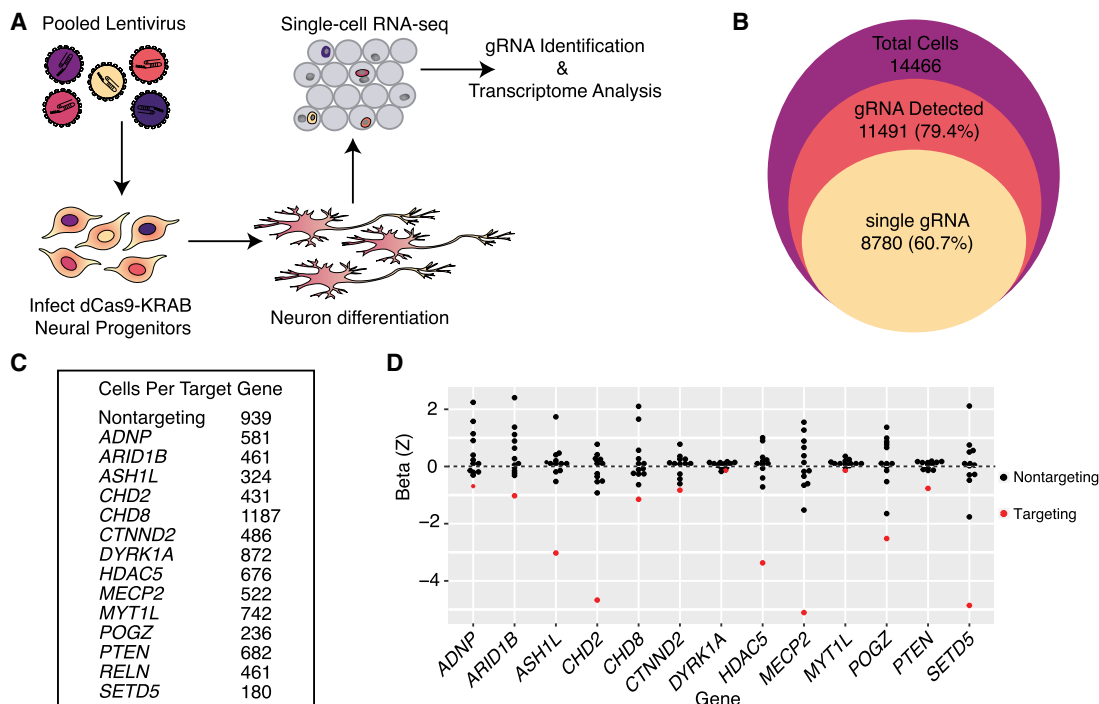 A
Pooled Lentivirus
Single-cell RNA-seq
gRNA Identification
&
Transcriptome Analysis
Infect dCas9-KRAB
Neural Progenitors
Neuron differentiation
B
Total Cells
14466
gRNA Detected
11491 (79.4%)
single gRNA
8780 (60.7%)
C
Cells Per Target Gene
Nontargeting 939
ADNP 581
ARID1B 461
ASH1L 324
CHD2 431
CHD8 1187
CTNND2 486
DYRK1A 872
HDAC5 676
MECP2 522
MYT1L 742
POGZ 236
PTEN 682
RELN 461
SETD5 180
D
Beta (Z)
2
0
−2
−4
ADNP
ARID1B
ASH1L
CHD2
CHD8
CTNND2
DYRK1A
HDAC5
MECP2
MYT1L
POGZ
PTEN
SETD5
Gene
Nontargeting
Targeting